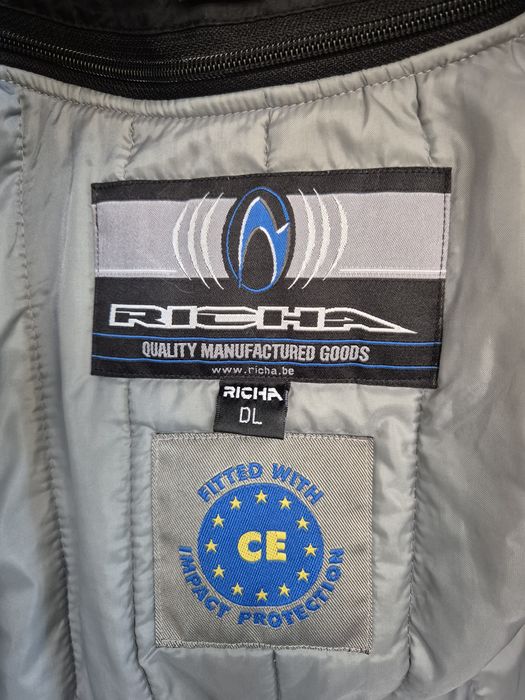 RICHA
QUALITY MANUFACTURED GOODS
www.richa.be
RICHA
DL
FITTED WITH
CE
IMPACT PROTECTION